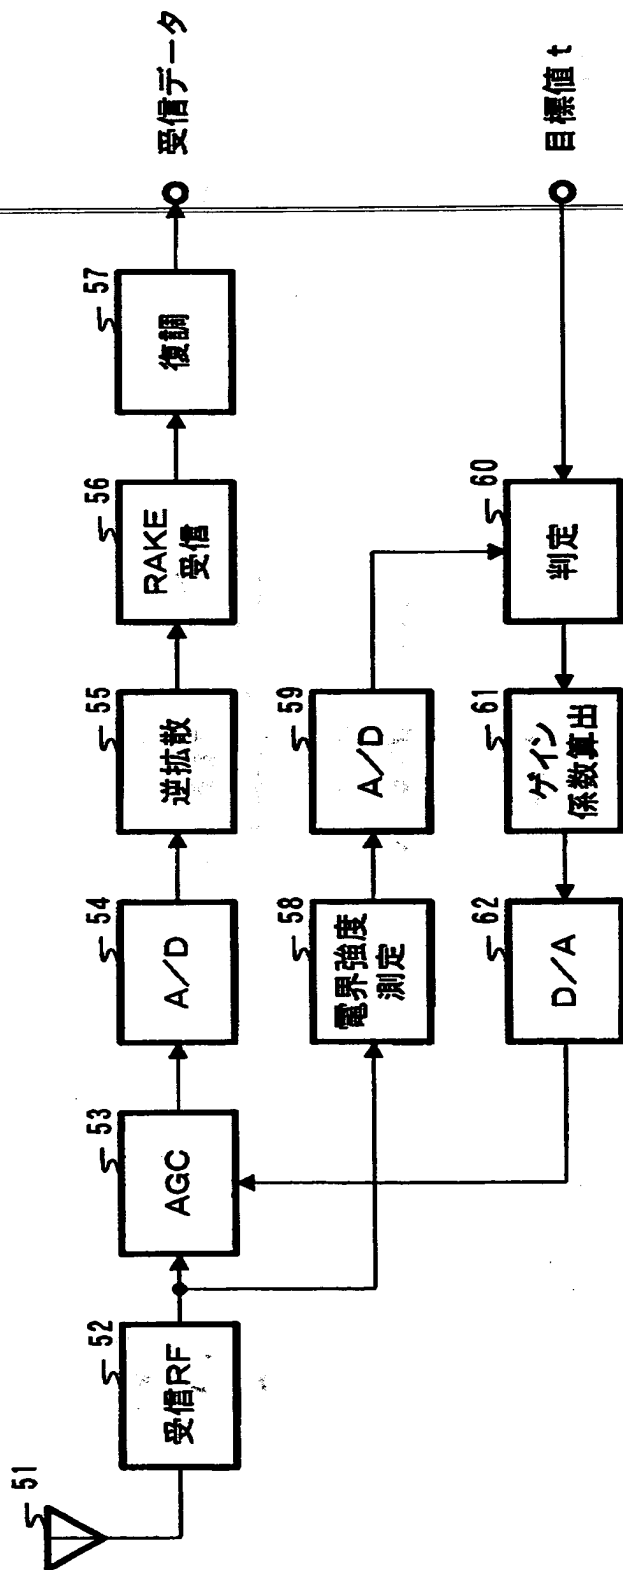 51
52
受信RF
53
AGC
54
A/D
55
逆拡散
56
RAKE
受信
57
復調
受信データ
58
電界強度
測定
59
A/D
60
判定
目標値 t
61
ゲイン
係数算出
62
D/A